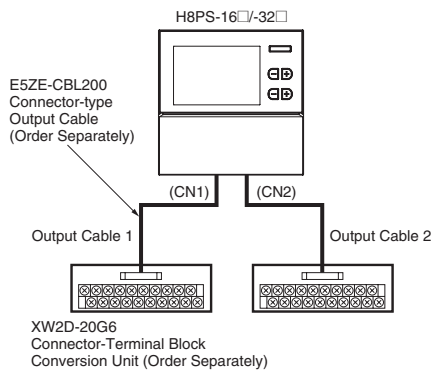 H8PS-16□/-32□
E5ZE-CBL200
Connector-type
Output Cable
(Order Separately)
(CN1)
(CN2)
Output Cable 1
Output Cable 2
XW2D-20G6
Connector-Terminal Block
Conversion Unit (Order Separately)